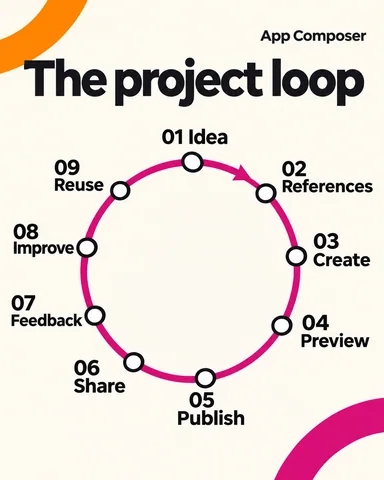 App Composer
The project loop
01 Idea
02
References
03
Create
04
Preview
05
Publish
06
Share
07
Feedback
08
Improve
09
Reuse